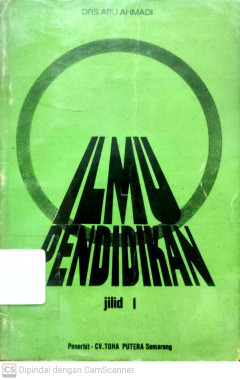 DRS ABU AHMADI
ILMU
PENDIDIKAN
jilid I
Penerbit - CV. TOHA PUTERA Semarang
CS Dipindai dengan CamScanner